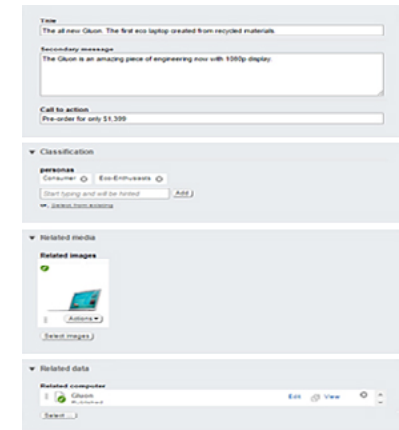 Title
The all new Gluon. The first eco laptop created from recycled materials.
Secondary message
The Gluon is an amazing piece of engineering now with 1080p display.
Call to action
Pre-order for only $1,399
Classification
personas
Consumer Eco-Enthusiasts
Start typing and will be hinted Add
Select from existing
Related media
Related images
Actions
Select images
Related data
Related computer
Gluon Edit View
Published
Select ...